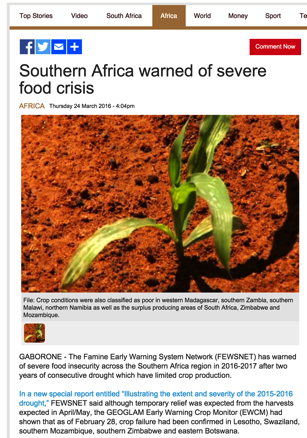 Top Stories Video South Africa Africa World Money Sport Te
Comment Now
Southern Africa warned of severe
food crisis
AFRICA Thursday 24 March 2016 - 4:04pm
File: Crop conditions were also classified as poor in western Madagascar, southern Zambia, southern
Malawi, northern Namibia as well as the surplus producing areas of South Africa, Zimbabwe and
Mozambique.
GABORONE - The Famine Early Warning System Network (FEWSNET) has warned
of severe food insecurity across the Southern Africa region in 2016-2017 after two
years of consecutive drought which have limited crop production.
In a new special report entitled "Illustrating the extent and severity of the 2015-2016
drought," FEWSNET said although temporary relief was expected from the harvests
expected in April/May, the GEOGLAM Early Warning Crop Monitor (EWCM) had
shown that as of February 28, crop failure had been confirmed in Lesotho, Swaziland,
southern Mozambique, southern Zimbabwe and eastern Botswana.